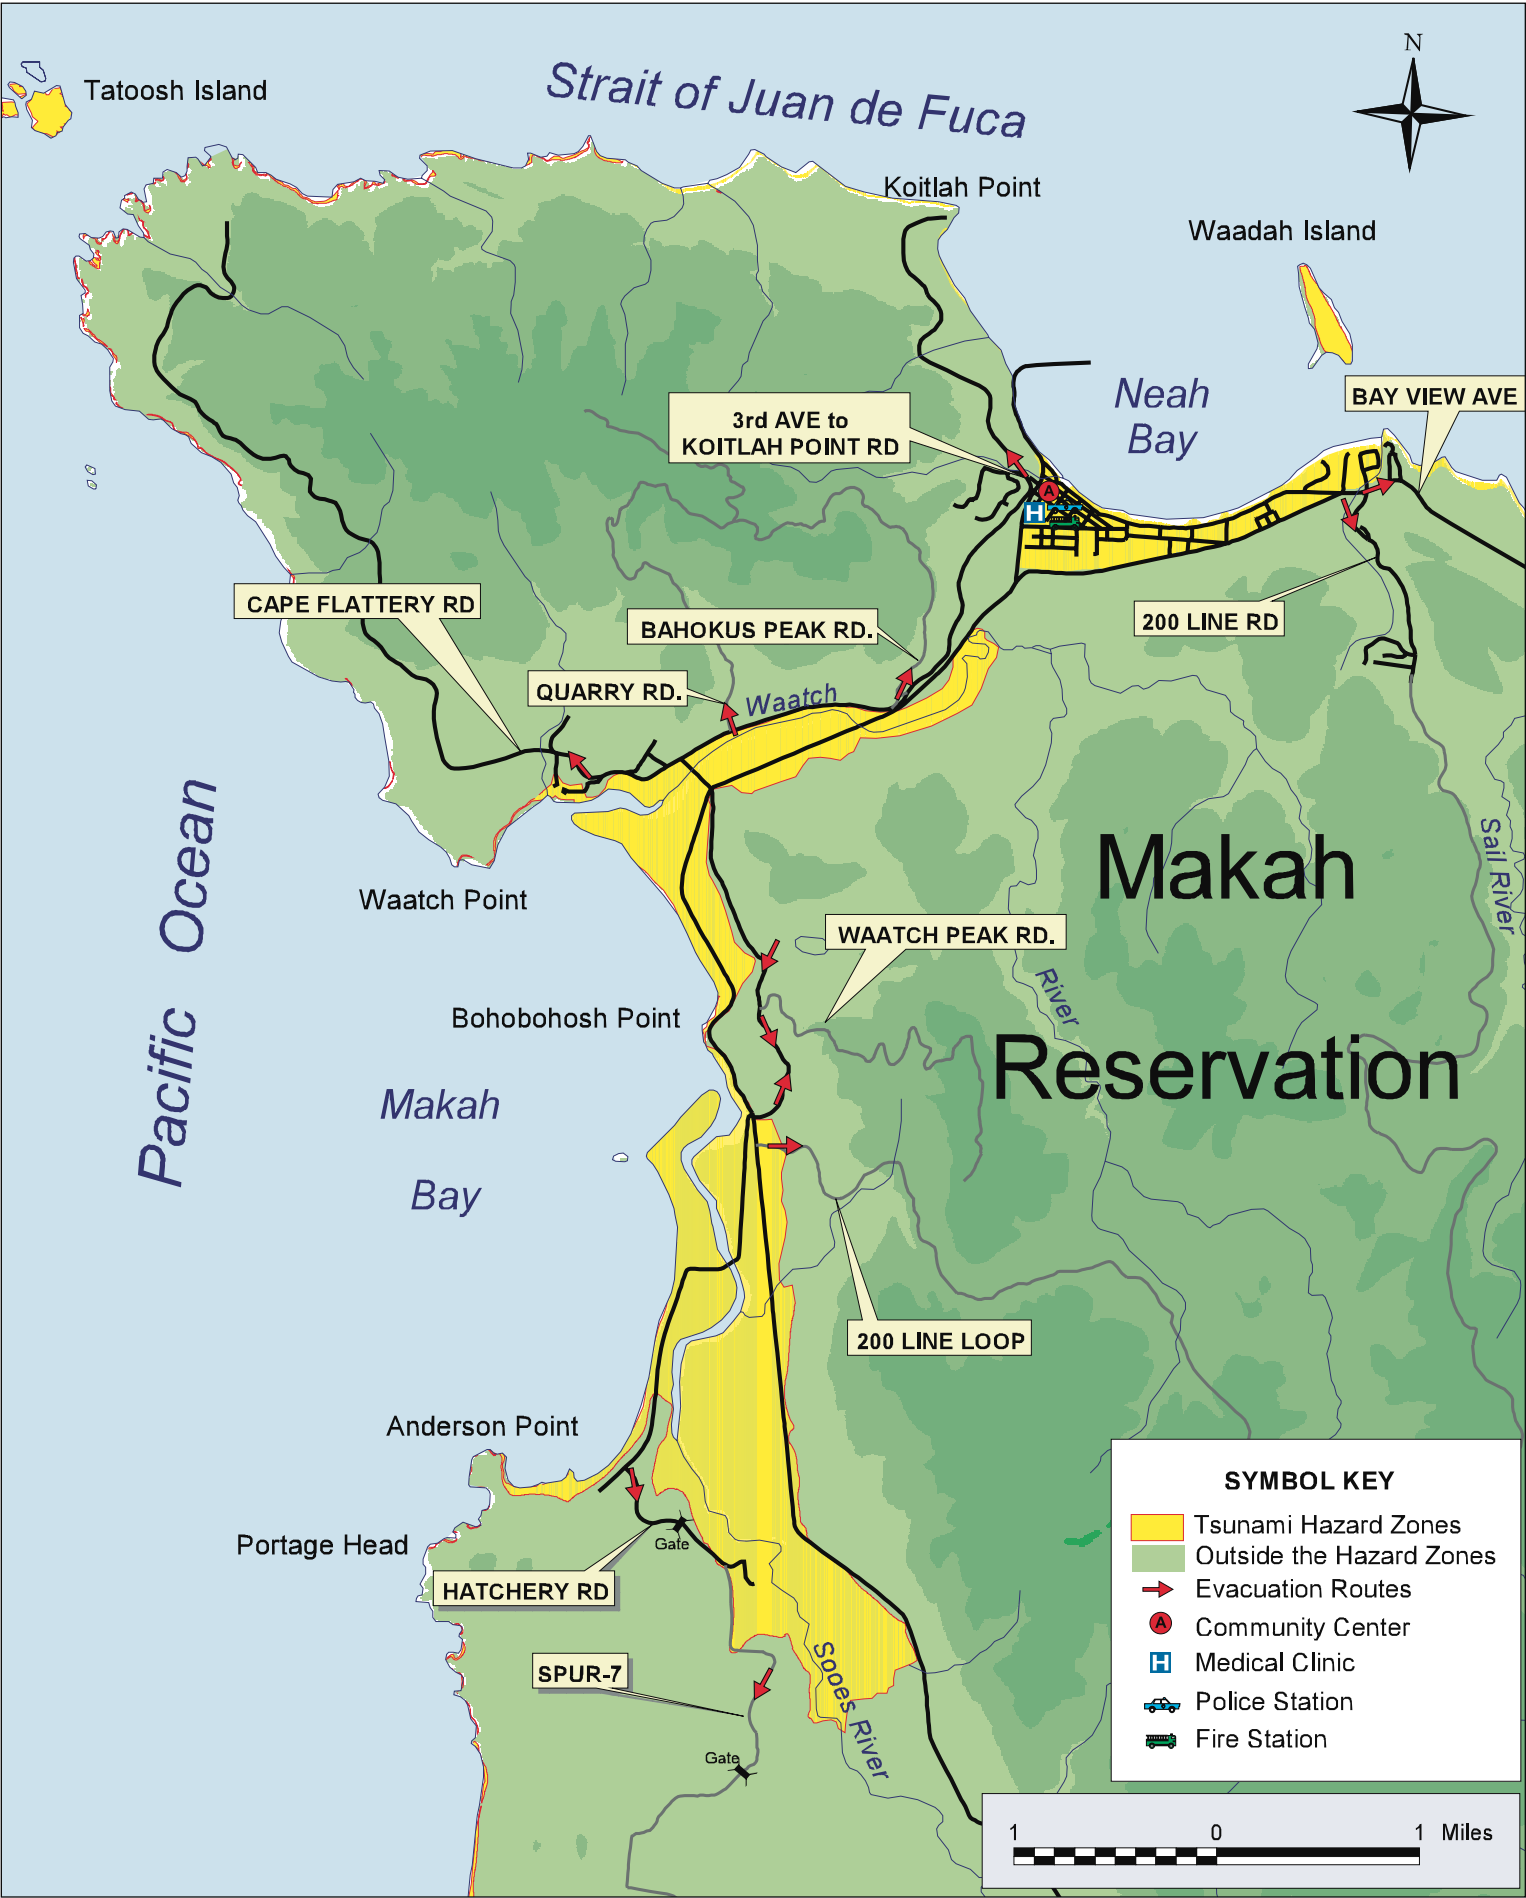 N
Tatoosh Island
Strait of Juan de Fuca
Koitlah Point
Waadah Island
Neah
Bay
BAY VIEW AVE
3rd AVE to
KOITLAH POINT RD
A
H
CAPE FLATTERY RD
BAHOKUS PEAK RD.
200 LINE RD
QUARRY RD.
Waatch
Pacific Ocean
Makah
Sail River
Waatch Point
WAATCH PEAK RD.
River
Bohobohosh Point
Reservation
Makah
Bay
200 LINE LOOP
Anderson Point
Portage Head
Gate
HATCHERY RD
SPUR-7
Sooes River
Gate
SYMBOL KEY
Tsunami Hazard Zones
Outside the Hazard Zones
Evacuation Routes
A Community Center
H Medical Clinic
Police Station
Fire Station
1 0 1 Miles